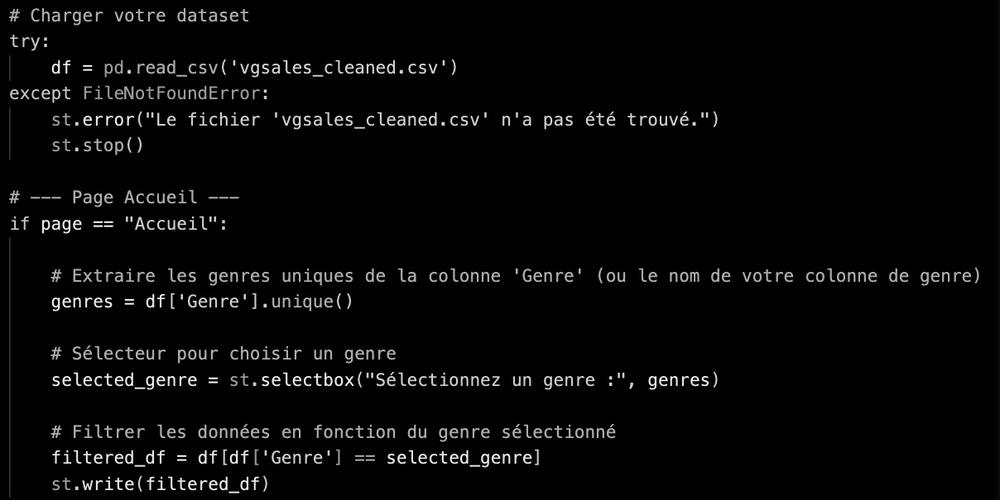 # Charger votre dataset
try:
    df = pd.read_csv('vgsales_cleaned.csv')
except FileNotFoundError:
    st.error("Le fichier 'vgsales_cleaned.csv' n'a pas été trouvé.")
    st.stop()

# --- Page Accueil ---
if page == "Accueil":

    # Extraire les genres uniques de la colonne 'Genre' (ou le nom de votre colonne de genre)
    genres = df['Genre'].unique()

    # Sélecteur pour choisir un genre
    selected_genre = st.selectbox("Sélectionnez un genre :", genres)

    # Filtrer les données en fonction du genre sélectionné
    filtered_df = df[df['Genre'] == selected_genre]
    st.write(filtered_df)